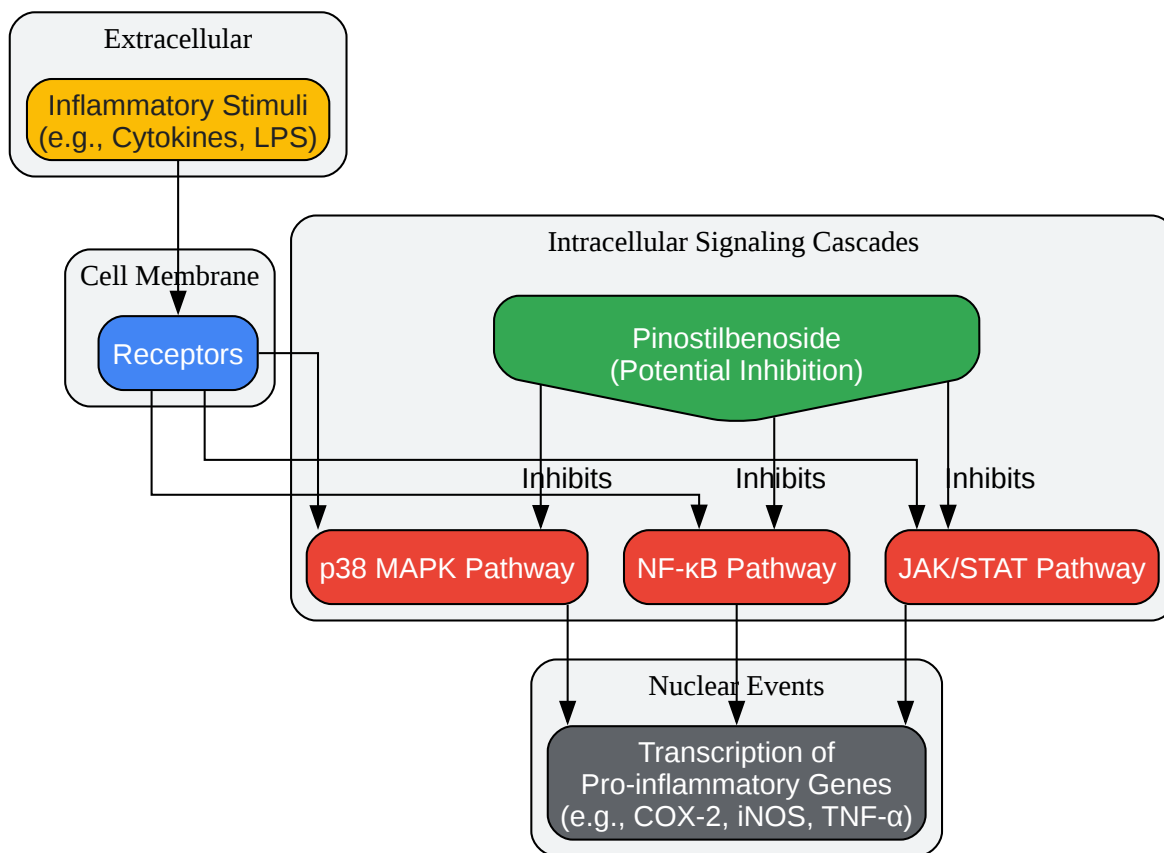 Extracellular
Inflammatory Stimuli
(e.g., Cytokines, LPS)
Intracellular Signaling Cascades
Cell Membrane
Receptors
Pinostilbenoside
(Potential Inhibition)
Inhibits
Inhibits
Inhibits
p38 MAPK Pathway
NF-κB Pathway
JAK/STAT Pathway
Nuclear Events
Transcription of
Pro-inflammatory Genes
(e.g., COX-2, iNOS, TNF-α)